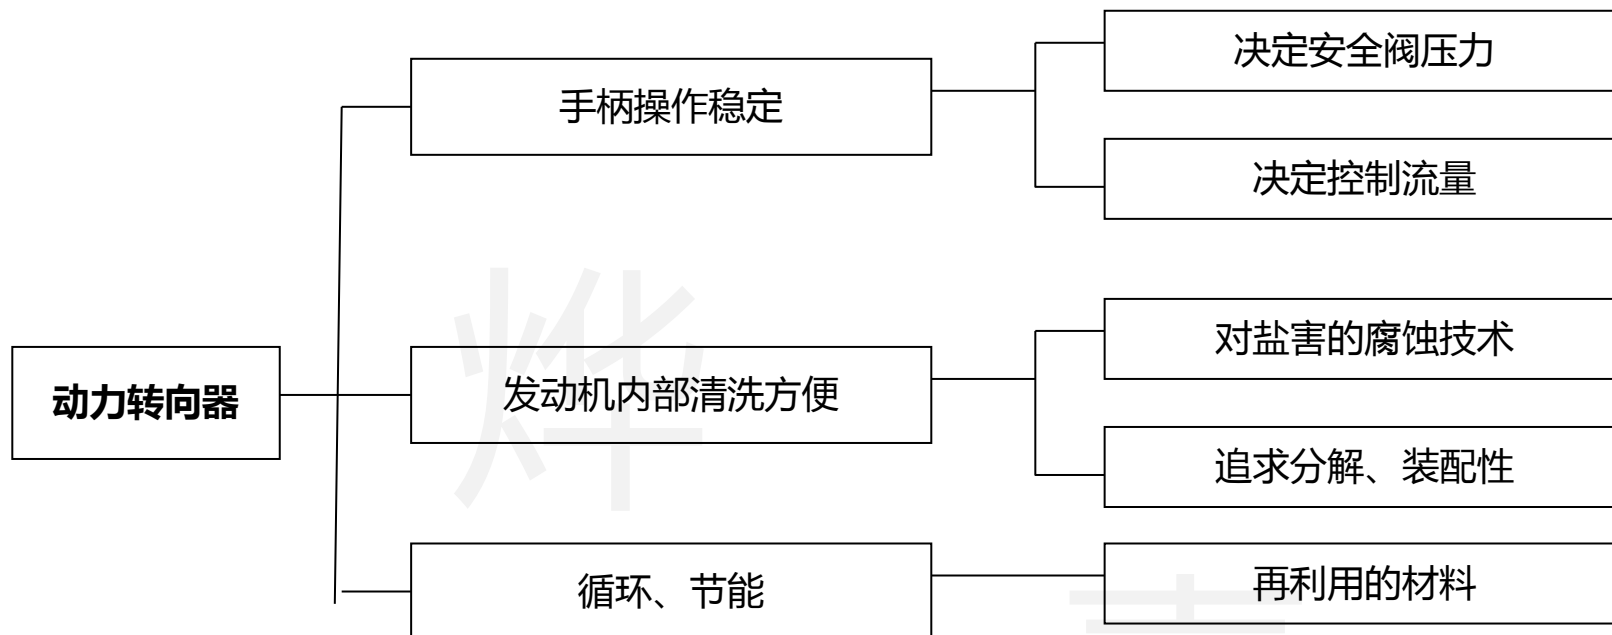 决定安全阀压力
手柄操作稳定
决定控制流量
对盐害的腐蚀技术
动力转向器
发动机内部清洗方便
追求分解、装配性
循环、节能
再利用的材料
烨